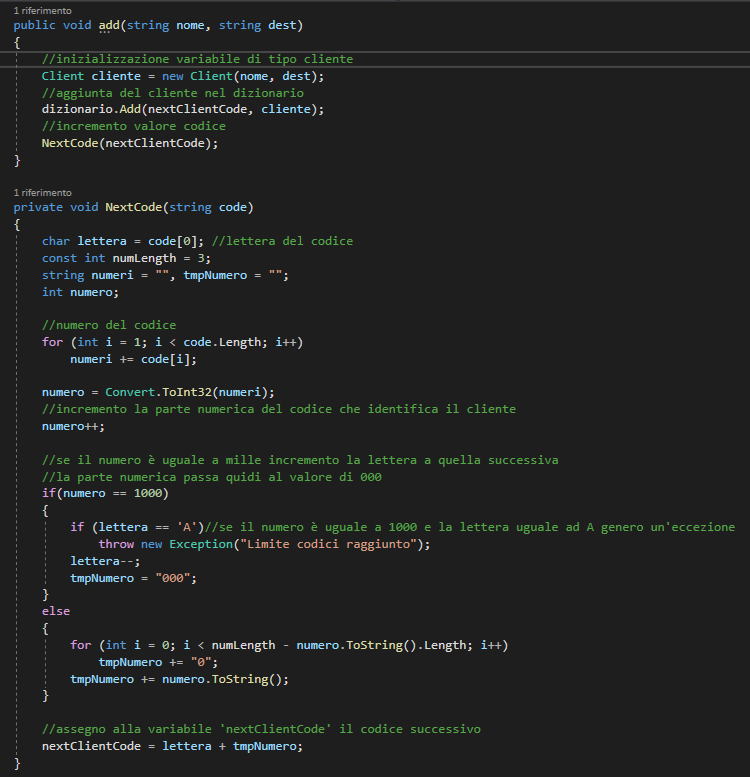 1 riferimento
public void add(string nome, string dest)
{
//inizializzazione variabile di tipo cliente
Client cliente = new Client(nome, dest);
//aggiunta del cliente nel dizionario
dizionario.Add(nextClientCode, cliente);
//incremento valore codice
NextCode(nextClientCode);
}
1 riferimento
private void NextCode(string code)
{
char lettera = code[0]; //lettera del codice
const int numLength = 3;
string numeri = "", tmpNumero = "";
int numero;
//numero del codice
for (int i = 1; i < code.Length; i++)
numeri += code[i];
numero = Convert.ToInt32(numeri);
//incremento la parte numerica del codice che identifica il cliente
numero++;
//se il numero è uguale a mille incremento la lettera a quella successiva
//la parte numerica passa quidi al valore di 000
if(numero == 1000)
{
if (lettera == 'A')//se il numero è uguale a 1000 e la lettera uguale ad A genero un'eccezione
throw new Exception("Limite codici raggiunto");
lettera--;
tmpNumero = "000";
}
else
{
for (int i = 0; i < numLength - numero.ToString().Length; i++)
tmpNumero += "0";
tmpNumero += numero.ToString();
}
//assegno alla variabile 'nextClientCode' il codice successivo
nextClientCode = lettera + tmpNumero;
}